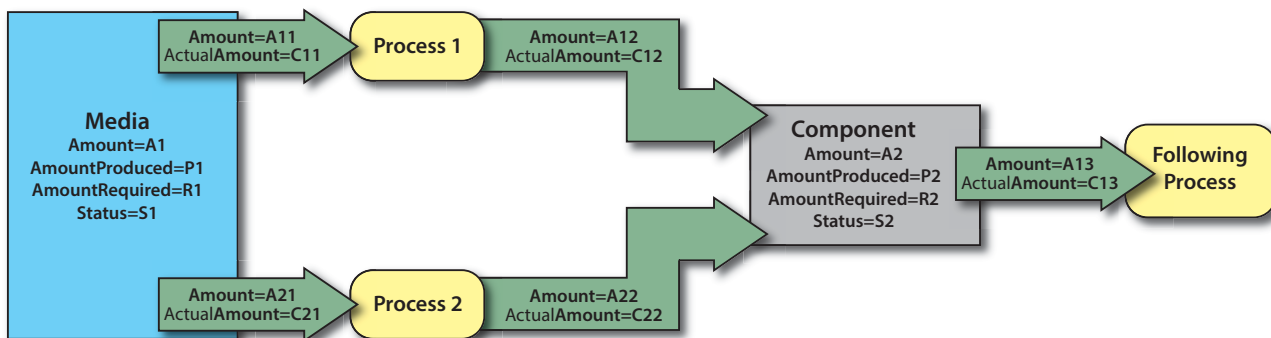 Amount=A11
ActualAmount=C11
Process 1
Amount=A12
ActualAmount=C12
Media
Amount=A1
AmountProduced=P1
AmountRequired=R1
Status=S1
Component
Amount=A2
AmountProduced=P2
AmountRequired=R2
Status=S2
Amount=A13
ActualAmount=C13
Following
Process
Amount=A21
ActualAmount=C21
Process 2
Amount=A22
ActualAmount=C22